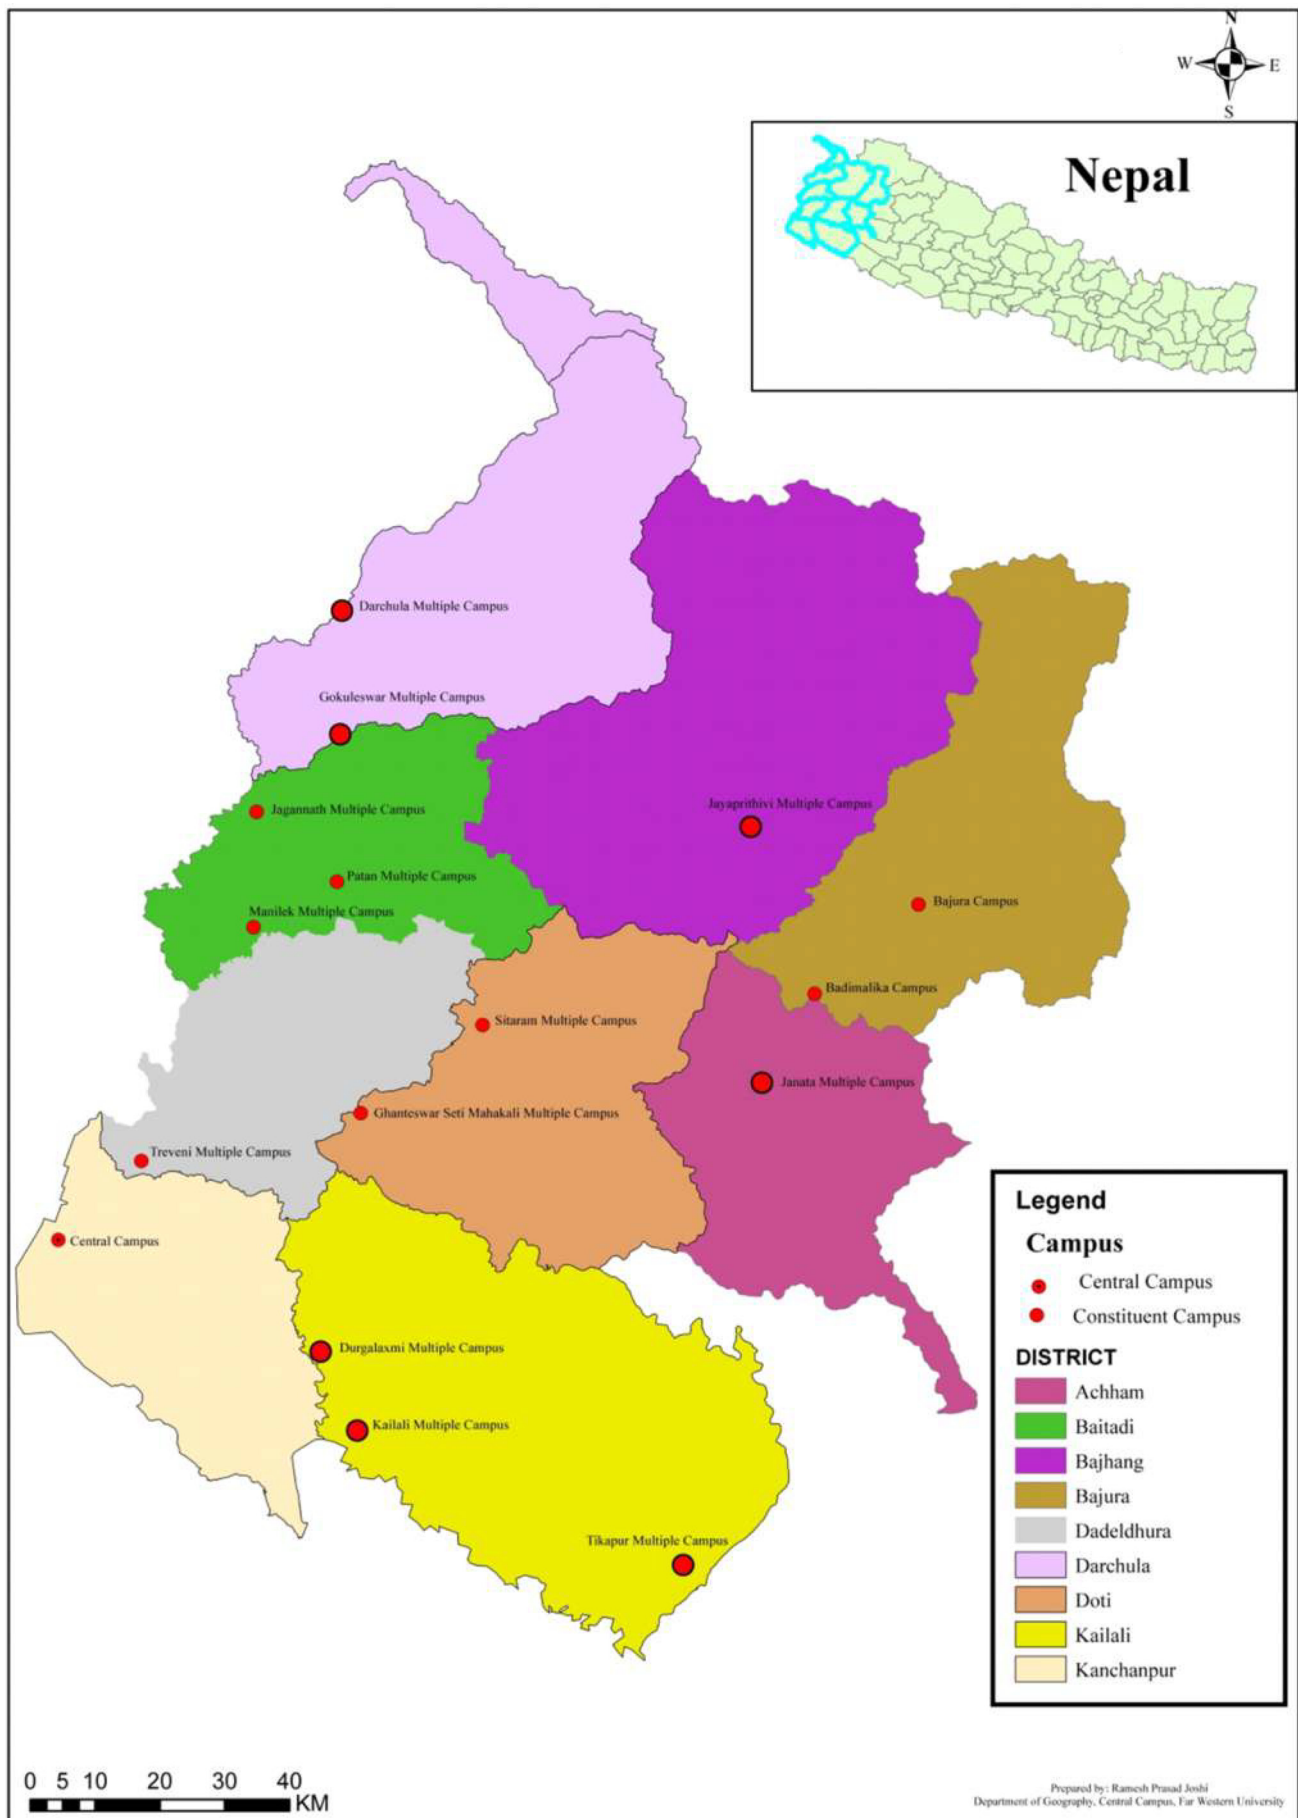 N
W E
S
Nepal
Darchula Multiple Campus
Gokuleswar Multiple Campus
Jagannath Multiple Campus
Jayaprithivi Multiple Campus
Patan Multiple Campus
Bajura Campus
Manilek Multiple Campus
Badimalika Campus
Sitaram Multiple Campus
Janata Multiple Campus
Ghanteswar Seti Mahakali Multiple Campus
Treveni Multiple Campus
Central Campus
Durgalaxmi Multiple Campus
Kailali Multiple Campus
Tikapur Multiple Campus
Legend
Campus
Central Campus
Constituent Campus
DISTRICT
Achham
Baitadi
Bajhang
Bajura
Dadeldhura
Darchula
Doti
Kailali
Kanchanpur
0 5 10 20 30 40
KM
Prepared by: Ramesh Prasad Joshi
Department of Geography, Central Campus, Far Western University